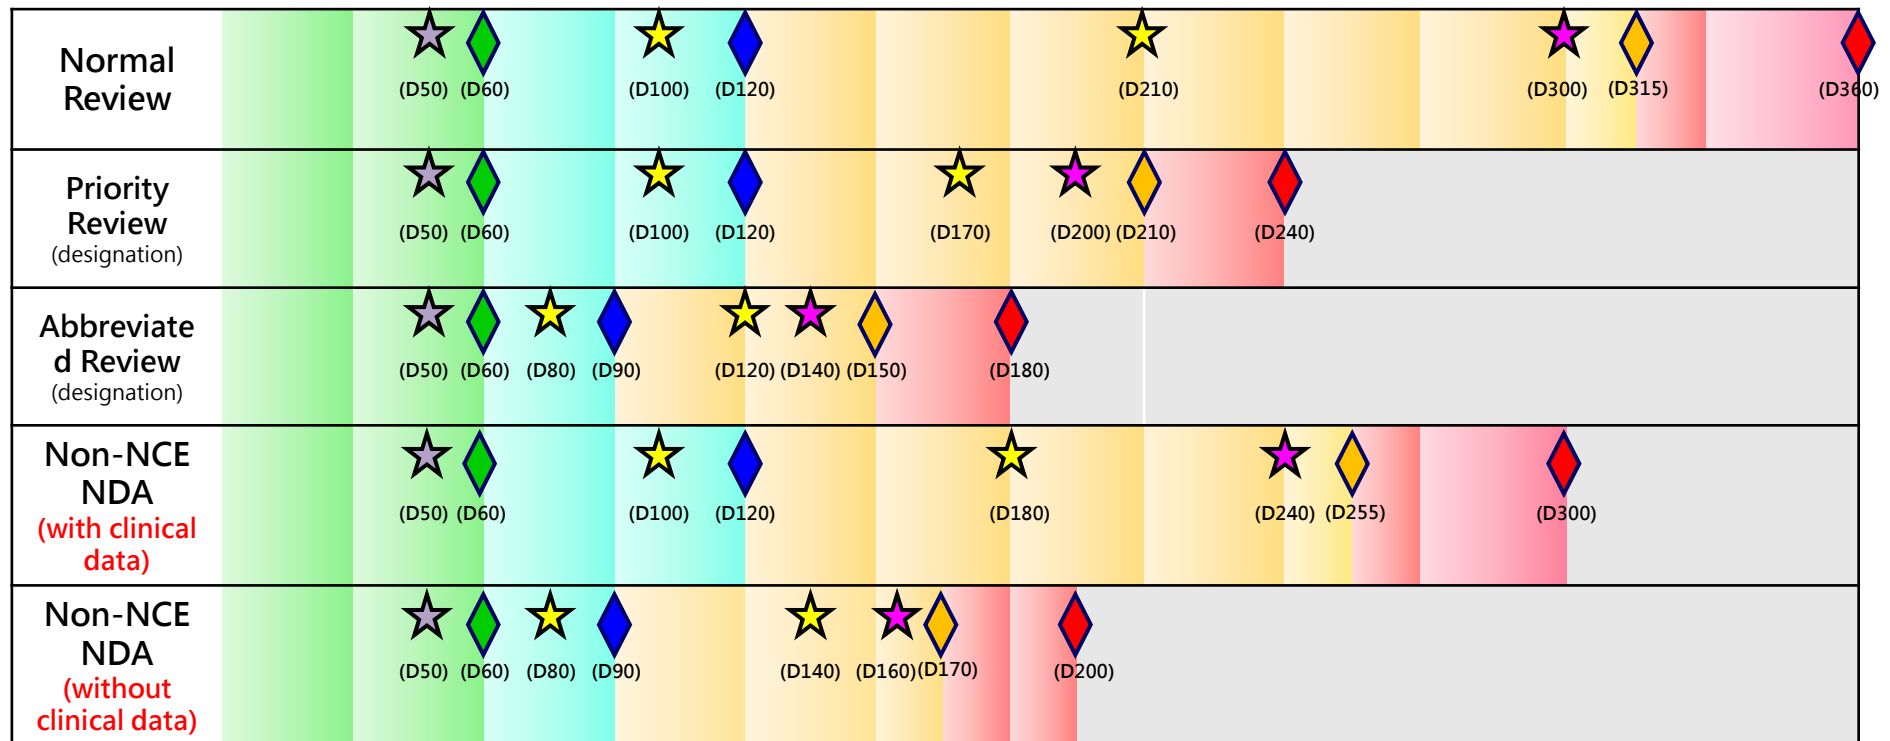 Normal
Review
(D50) (D60) (D100) (D120) (D210) (D300) (D315) (D360)
Priority
Review
(designation)
(D50) (D60) (D100) (D120) (D170) (D200) (D210) (D240)
Abbreviate
d Review
(designation)
(D50) (D60) (D80) (D90) (D120) (D140) (D150) (D180)
Non-NCE
NDA
(with clinical
data)
(D50) (D60) (D100) (D120) (D180) (D240) (D255) (D300)
Non-NCE
NDA
(without
clinical data)
(D50) (D60) (D80) (D90) (D140) (D160) (D170) (D200)